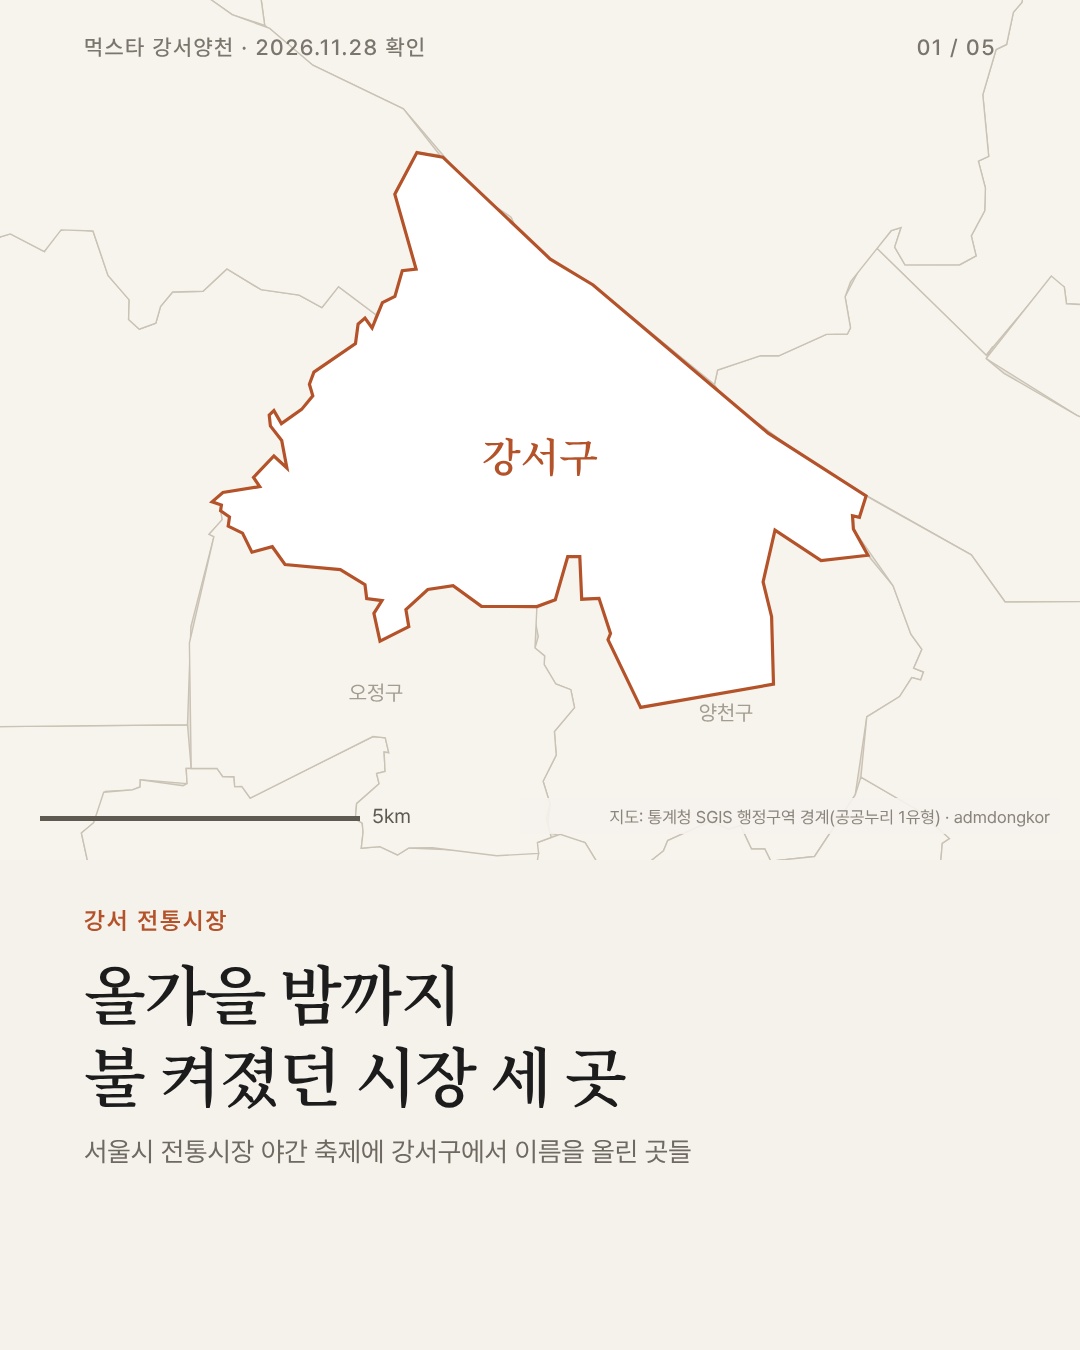 먹스타 강서양천 · 2026.11.28 확인
01 / 05
강서구
오정구
양천구
5km
지도: 통계청 SGIS 행정구역 경계(공공누리 1유형) · admdongkor
강서 전통시장
올가을 밤까지
불 켜졌던 시장 세 곳
서울시 전통시장 야간 축제에 강서구에서 이름을 올린 곳들